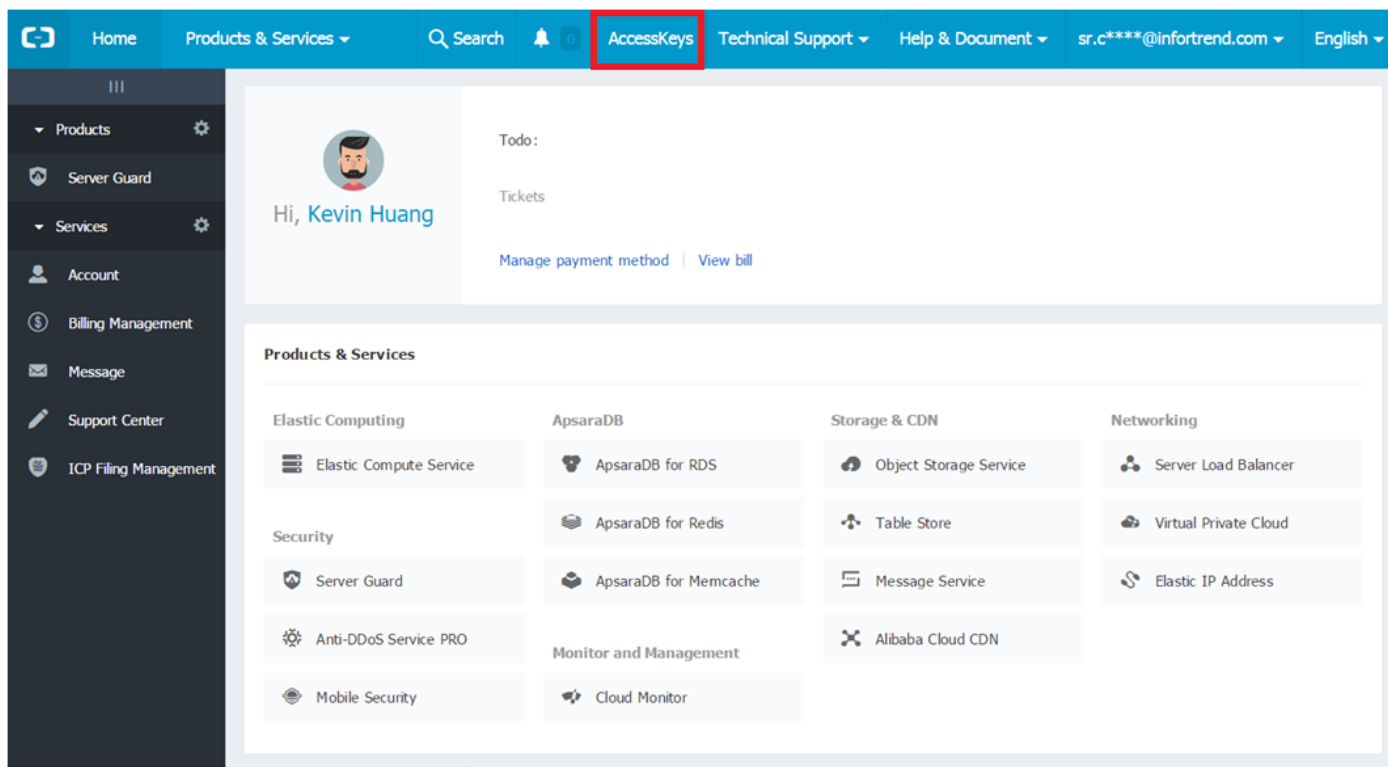 Home Products & Services Search 0 AccessKeys Technical Support Help & Document sr.c****@infortrend.com English
Products
Server Guard
Services
Account
Billing Management
Message
Support Center
ICP Filing Management
Hi, Kevin Huang
Todo :
Tickets
Manage payment method | View bill
Products & Services
Elastic Computing
Elastic Compute Service
Security
Server Guard
Anti-DDoS Service PRO
Mobile Security
ApsaraDB
ApsaraDB for RDS
ApsaraDB for Redis
ApsaraDB for Memcache
Monitor and Management
Cloud Monitor
Storage & CDN
Object Storage Service
Table Store
Message Service
Alibaba Cloud CDN
Networking
Server Load Balancer
Virtual Private Cloud
Elastic IP Address